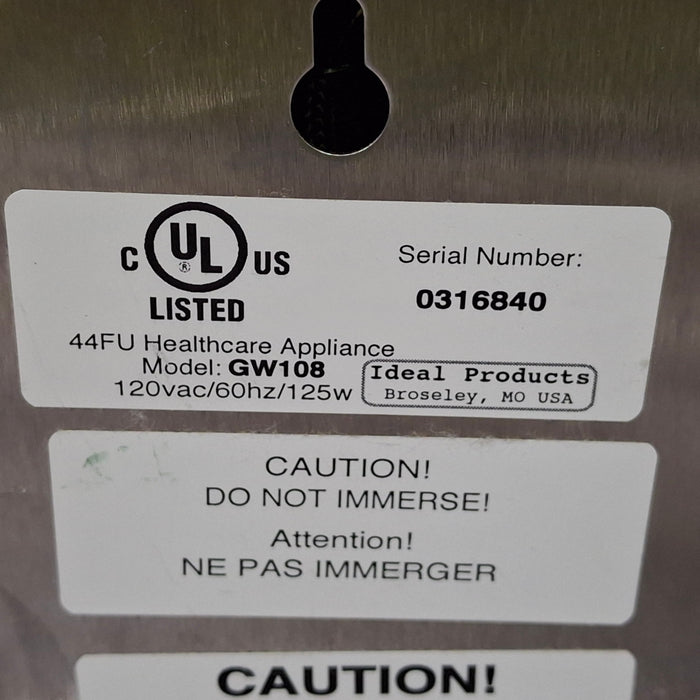 C UL US
®
LISTED
Serial Number:
0316840
44FU Healthcare Appliance
Model: GW108
120vac/60hz/125w
Ideal Products
Broseley, MO USA
CAUTION!
DO NOT IMMERSE!
Attention!
NE PAS IMMERGER
CAUTION!